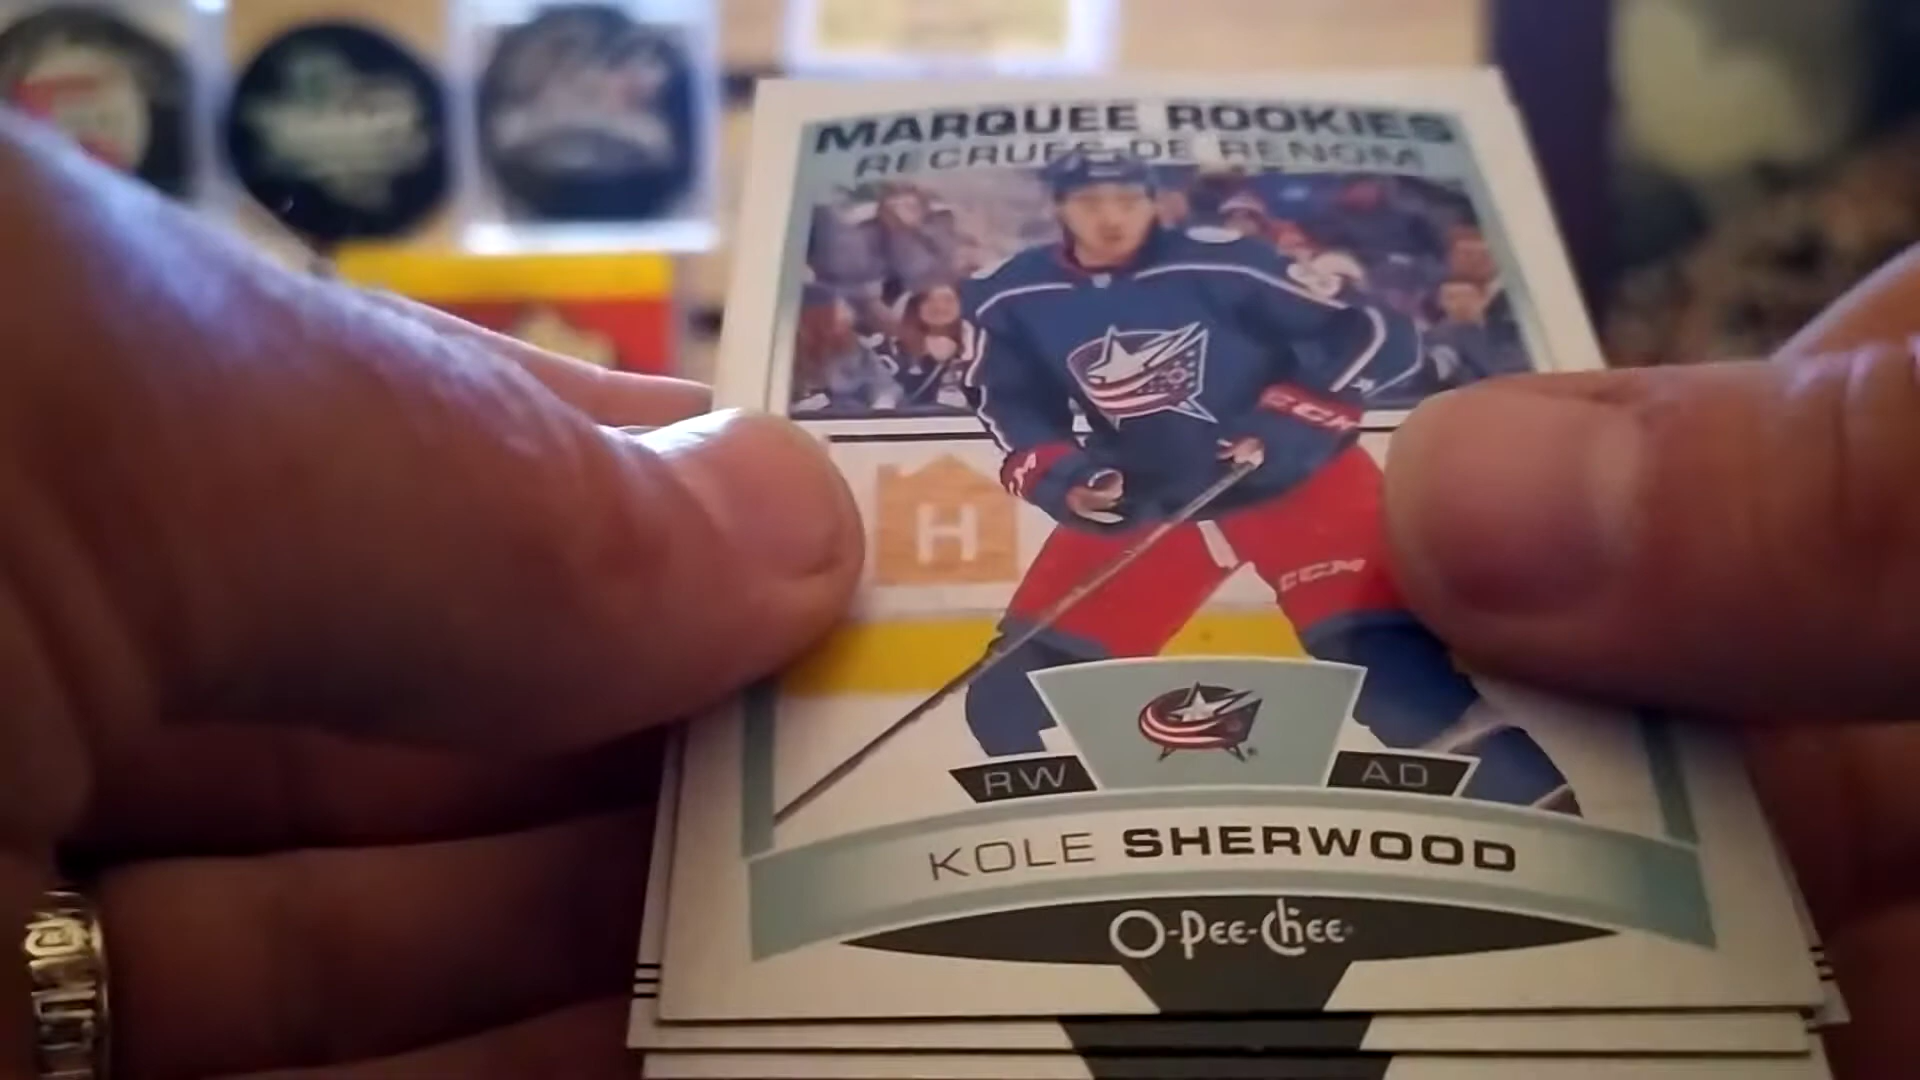 MARQUEE ROOKIES
RECRUES DE RENOM
CCM
H
CCM
RW
AD
KOLE SHERWOOD
O-PEE-CHEE